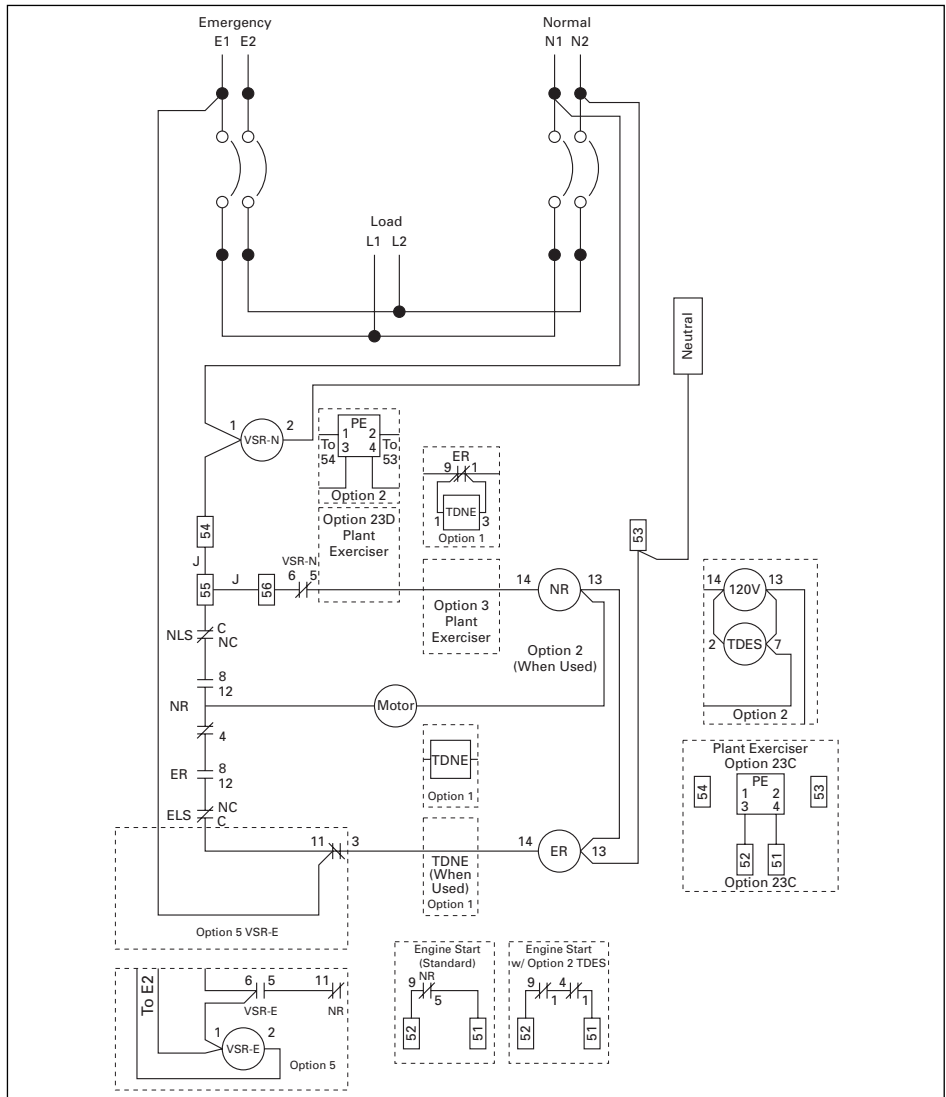 Emergency
E1 E2
Normal
N1 N2
Load
L1 L2
Neutral
1 VSR-N 2
PE
1 2
3 4
To
54
To
53
Option 2
Option 23D
Plant
Exerciser
ER
9 1
TDNE
1 3
Option 1
54
J
55
J
56
VSR-N
6 5
Option 3
Plant
Exerciser
14 NR 13
Option 2
(When Used)
53
14 13
120V
2 TDES 7
Option 2
NLS C
NC
8
12
NR
Motor
4
ER 8
12
ELS NC
C
TDNE
Option 1
Plant Exerciser
Option 23C
PE
1 2
3 4
54
53
52
51
Option 23C
11 3
Option 5 VSR-E
TDNE
(When
Used)
Option 1
14 ER 13
To E2
6 5
VSR-E
11
NR
1 VSR-E 2
Option 5
Engine Start
(Standard)
NR
9
5
52
51
Engine Start
w/ Option 2 TDES
9 4
1 1
52
51